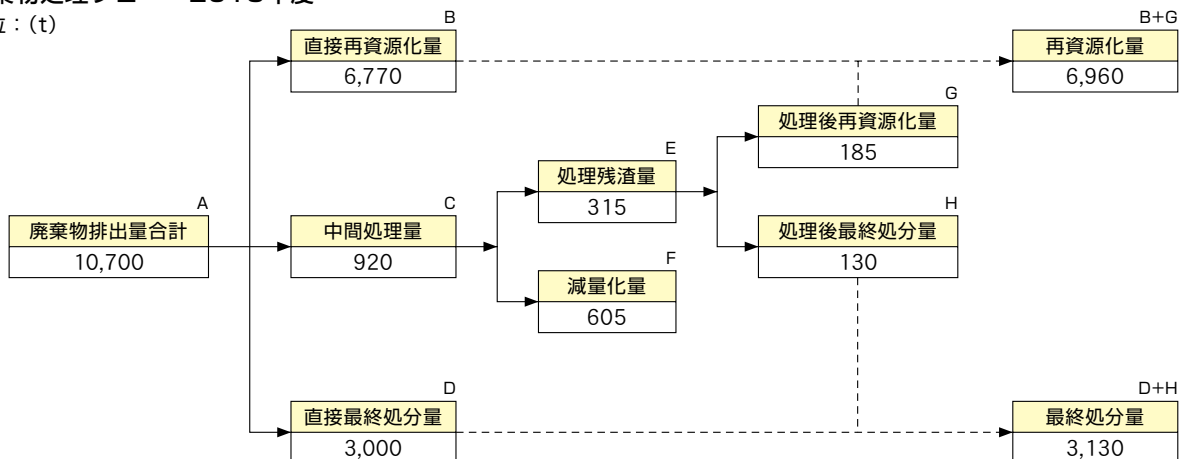 立：(t)
B
直接再資源化量
6,770
B+G
再資源化量
6,960
G
処理後再資源化量
185
E
処理残渣量
315
A
廃棄物排出量合計
10,700
C
中間処理量
920
H
処理後最終処分量
130
F
減量化量
605
D
直接最終処分量
3,000
D+H
最終処分量
3,130